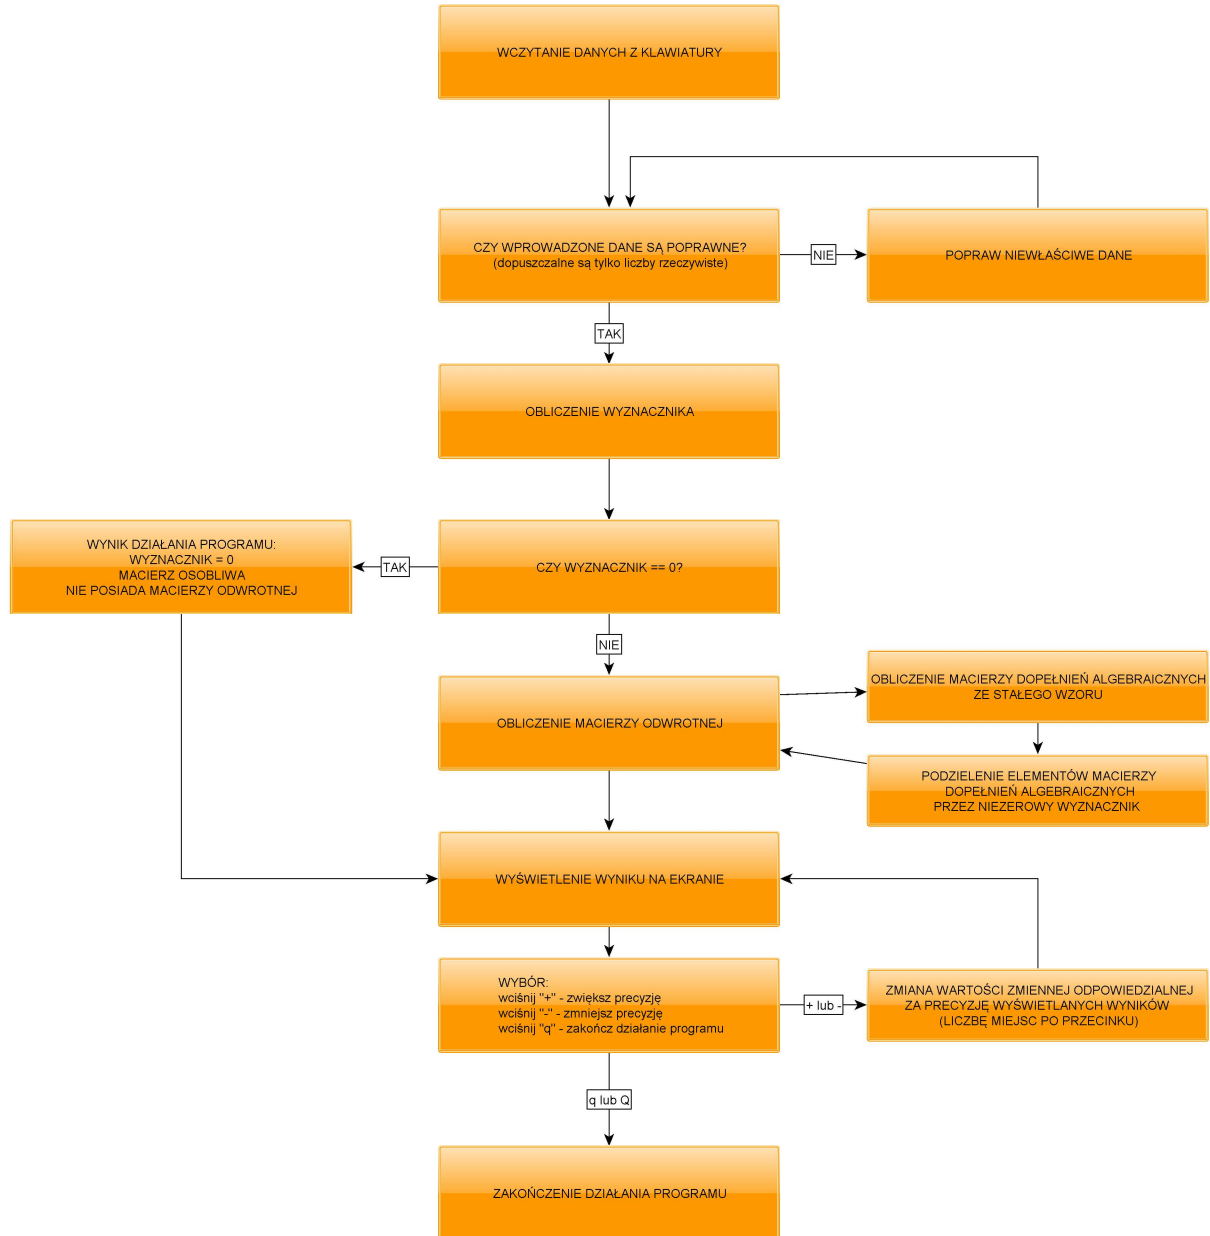 WCZYTANIE DANYCH Z KLAWIATURY
CZY WPROWADZONE DANE SĄ POPRAWNE?
(dopuszczalne są tylko liczby rzeczywiste)
NIE
POPRAW NIEWŁAŚCIWE DANE
TAK
OBLICZENIE WYZNACZNIKA
WYNIK DZIAŁANIA PROGRAMU:
WYZNACZNIK = 0
MACIERZ OSOBLIWA
NIE POSIADA MACIERZY ODWROTNEJ
TAK
CZY WYZNACZNIK == 0?
NIE
OBLICZENIE MACIERZY ODWROTNEJ
OBLICZENIE MACIERZY DOPEŁNIEŃ ALGEBRAICZNYCH
ZE STAŁEGO WZORU
PODZIELENIE ELEMENTÓW MACIERZY
DOPEŁNIEŃ ALGEBRAICZNYCH
PRZEZ NIEZEROWY WYZNACZNIK
WYŚWIETLENIE WYNIKU NA EKRANIE
WYBÓR:
wciśnij "+" - zwiększ precyzję
wciśnij "-" - zmniejsz precyzję
wciśnij "q" - zakończ działanie programu
+ lub -
ZMIANA WARTOŚCI ZMIENNEJ ODPOWIEDZIALNEJ
ZA PRECYZJĘ WYŚWIETLANYCH WYNIKÓW
(LICZBĘ MIEJSC PO PRZECINKU)
q lub Q
ZAKOŃCZENIE DZIAŁANIA PROGRAMU